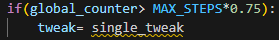 if(global_counter> MAX_STEPS*0.75):
tweak= single_tweak